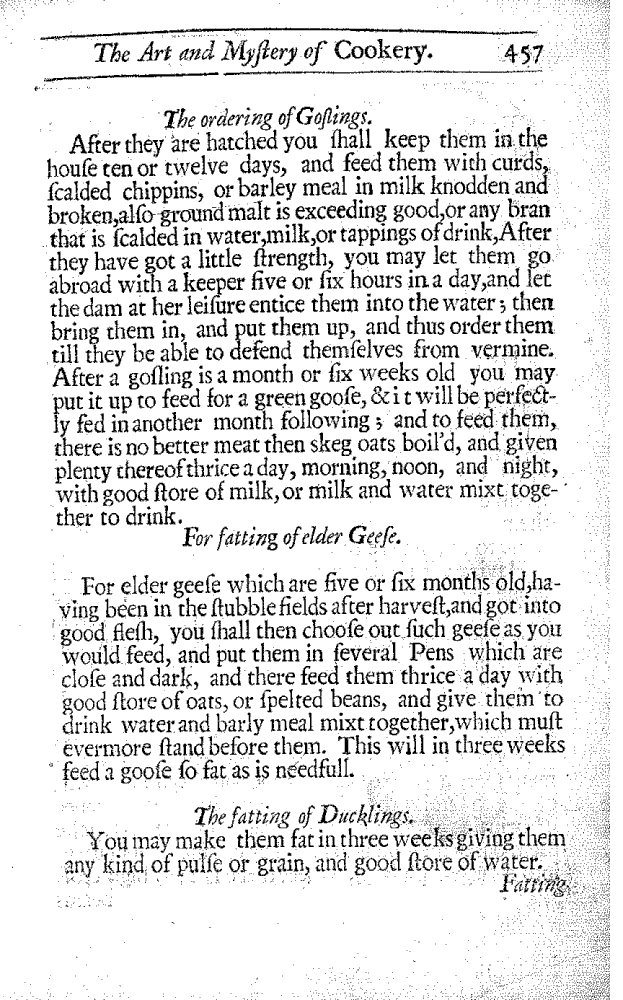 The Art and Myſtery of Cookery. 457
The ordering of Goſlings.
After they are hatched you ſhall keep them in the
houſe ten or twelve days, and feed them with curds,
ſcalded chippins, or barley meal in milk knodden and
broken,alſo ground malt is exceeding good,or any bran
that is ſcalded in water,milk,or tappings of drink,After
they have got a little ſtrength, you may let them go
abroad with a keeper five or ſix hours in a day,and let
the dam at her leiſure entice them into the water; then
bring them in, and put them up, and thus order them
till they be able to defend themſelves from vermine.
After a goſling is a month or ſix weeks old you may
put it up to feed for a green gooſe, & it will be perfect-
ly fed in another month following; and to feed them,
there is no better meat then skeg oats boil'd, and given
plenty thereof thrice a day, morning, noon, and night,
with good ſtore of milk, or milk and water mixt toge-
ther to drink.
For fatting of elder Geeſe.
For elder geeſe which are five or ſix months old,ha-
ving been in the ſtubble fields after harveſt,and got into
good fleſh, you ſhall then chooſe out ſuch geeſe as you
would feed, and put them in ſeveral Pens which are
cloſe and dark, and there feed them thrice a day with
good ſtore of oats, or ſpelted beans, and give them to
drink water and barly meal mixt together,which muſt
evermore ſtand before them. This will in three weeks
feed a gooſe ſo fat as is needfull.
The fatting of Ducklings.
You may make them fat in three weeks giving them
any kind of pulſe or grain, and good ſtore of water.
Fatting